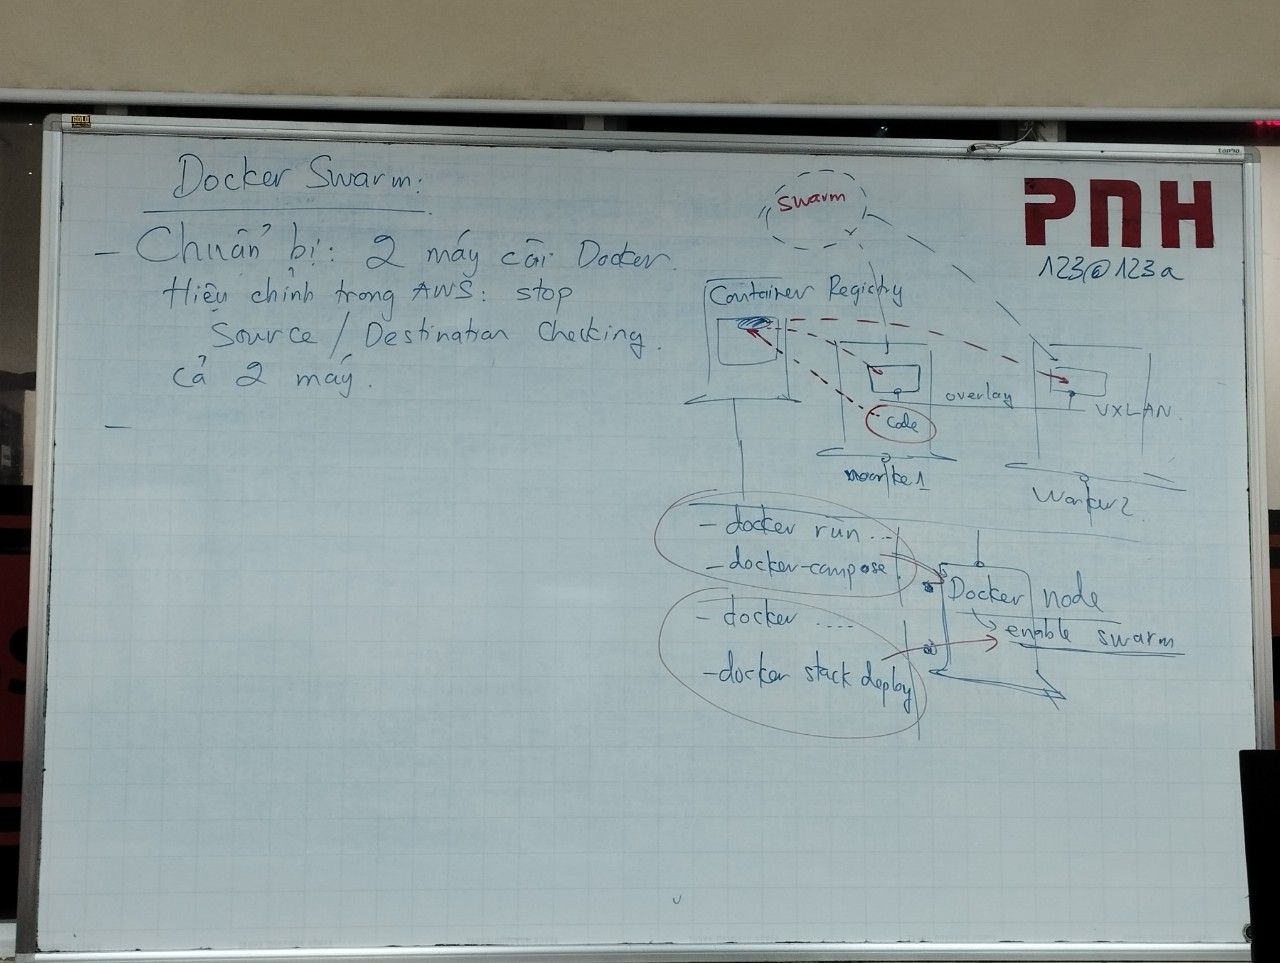 Docker Swarm:
- Chuẩn bị: 2 máy cài Docker.
Hiệu chỉnh trong AWS: stop
Source / Destination Checking.
cả 2 máy.
-
swarm
PNH
123@123a
Container Registry
overlay
VXLAN.
code
Worker2
- docker run ...
- docker-compose
- docker ....
- docker stack deploy
Docker node
enable swarm